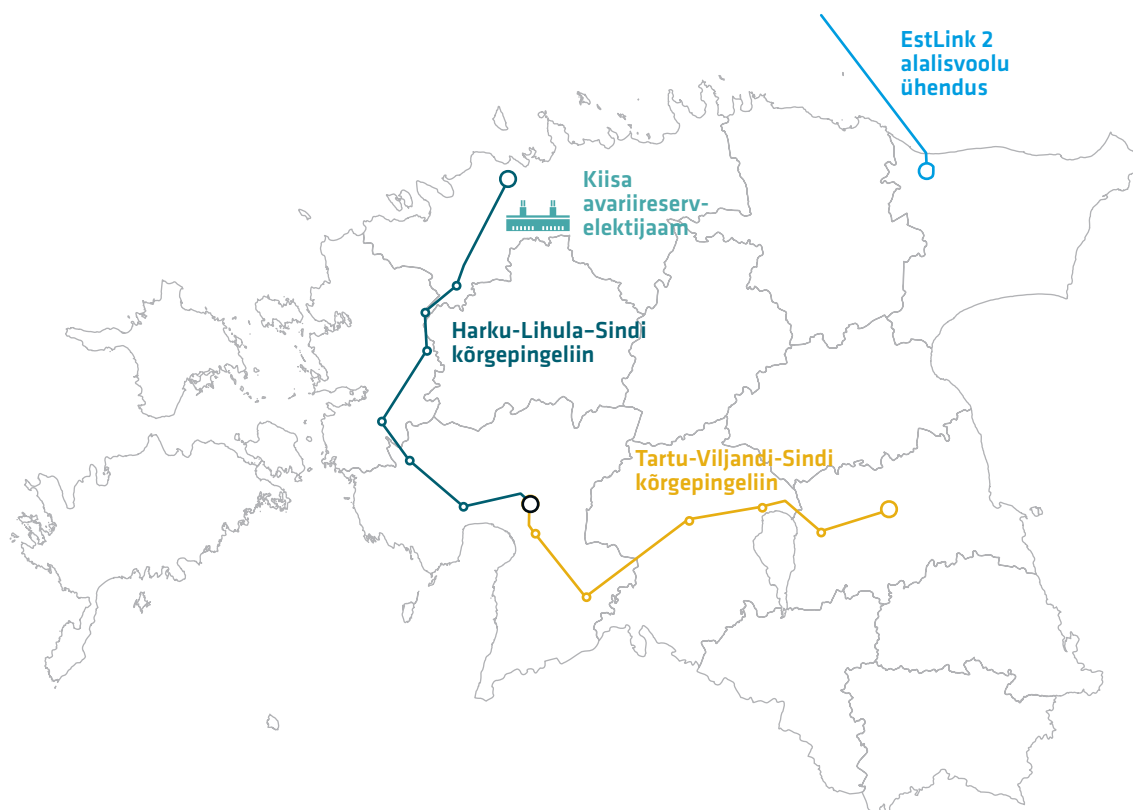 EstLink 2
alalisvoolu
ühendus
Kiisa
avariireserv-
elektijaam
Harku-Lihula–Sindi
kõrgepingeliin
Tartu-Viljandi-Sindi
kõrgepingeliin